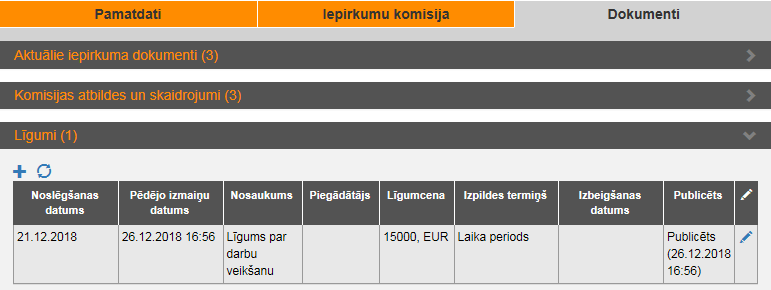 Pamatdati Iepirkumu komisija Dokumenti
Aktuālie iepirkuma dokumenti (3)
Komisijas atbildes un skaidrojumi (3)
Līgumi (1)
Noslēgšanas datums Pēdējo izmaiņu datums Nosaukums Piegādātājs Līgumcena Izpildes termiņš Izbeigšanas datums Publicēts
21.12.2018 26.12.2018 16:56 Līgums par darbu veikšanu 15000, EUR Laika periods Publicēts (26.12.2018 16:56)